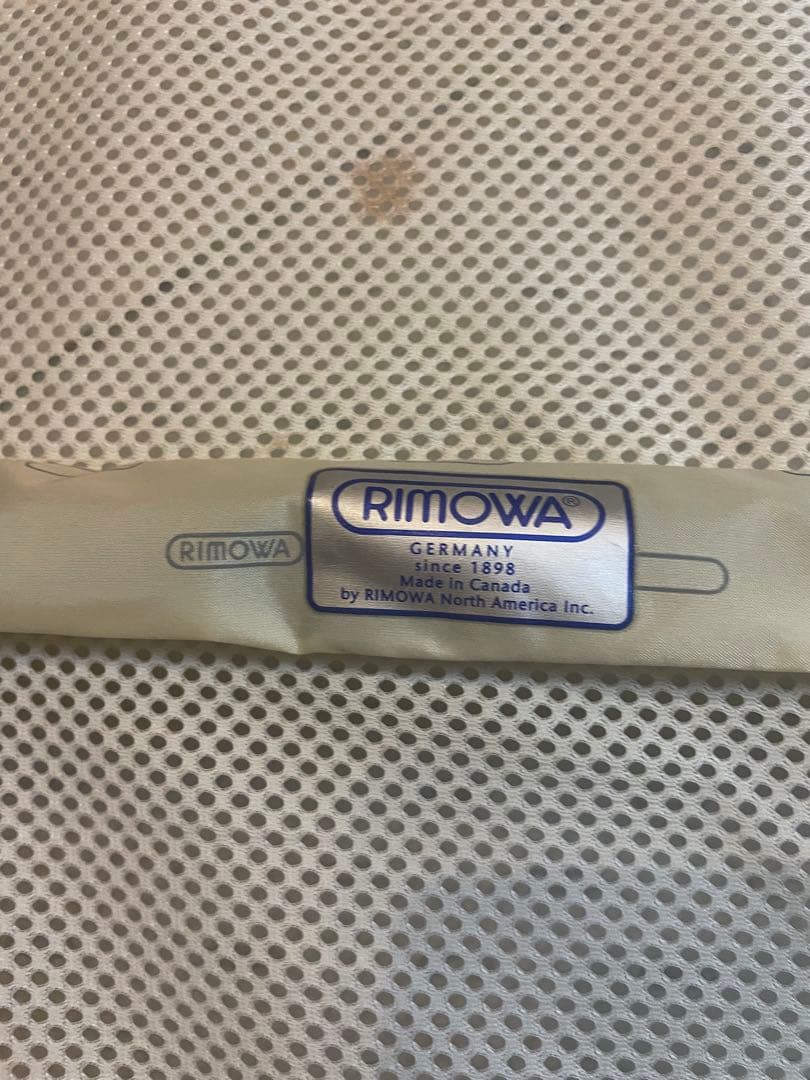 RIMOWA
RIMOWA®
GERMANY
since 1898
Made in Canada
by RIMOWA North America Inc.